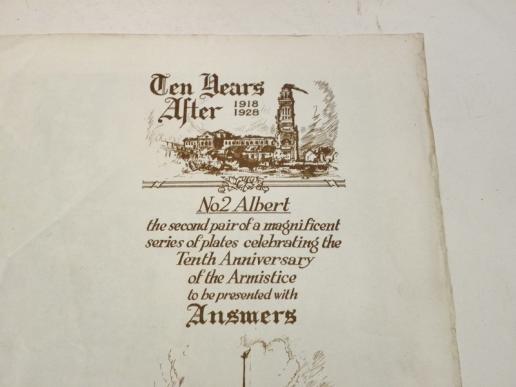 Ten Years
After 1918
1928
No2 Albert
the second pair of a magnificent
series of plates celebrating the
Tenth Anniversary
of the Armistice
to be presented with
Answers